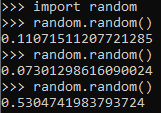 >>> import random
>>> random.random()
0.11071511207721285
>>> random.random()
0.07301298616090024
>>> random.random()
0.5304741983793724